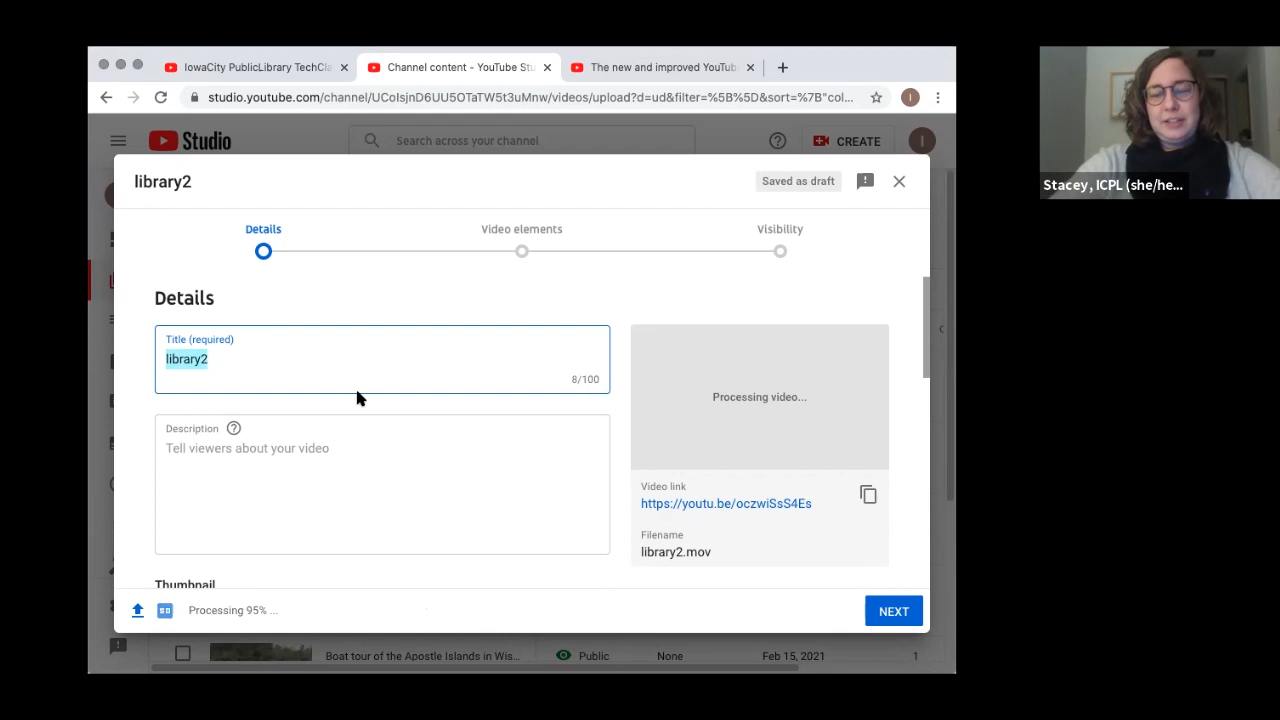 IowaCity PublicLibrary TechCla
Channel content - YouTube Stu
The new and improved YouTub
studio.youtube.com/channel/UCoIsjnD6UU5OTaTW5t3uMnw/videos/upload?d=ud&filter=%5B%5D&sort=%7B"col...
I
Studio
Search across your channel
CREATE
I
library2
Saved as draft
Details
Video elements
Visibility
Details
Title (required)
library2
8/100
Description
Tell viewers about your video
Processing video...
Video link
https://youtu.be/oczwiSsS4Es
Filename
library2.mov
Thumbnail
SD
Processing 95% ...
NEXT
Boat tour of the Apostle Islands in Wis...
Public
None
Feb 15, 2021
1
Stacey, ICPL (she/he...